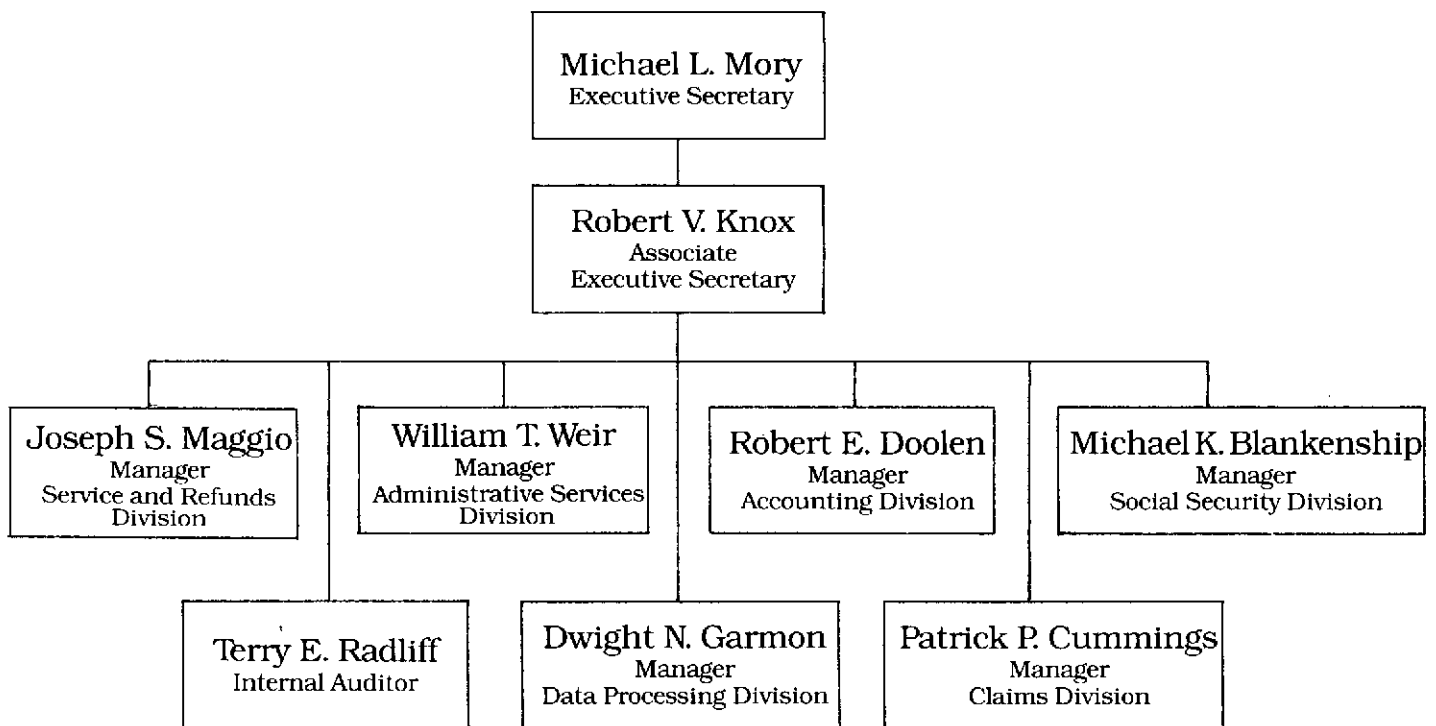 Michael L. Mory
Executive Secretary
Robert V. Knox
Associate
Executive Secretary
Joseph S. Maggio
Manager
Service and Refunds
Division
William T. Weir
Manager
Administrative Services
Division
Robert E. Doolen
Manager
Accounting Division
Michael K. Blankenship
Manager
Social Security Division
Terry E. Radliff
Internal Auditor
Dwight N. Garmon
Manager
Data Processing Division
Patrick P. Cummings
Manager
Claims Division